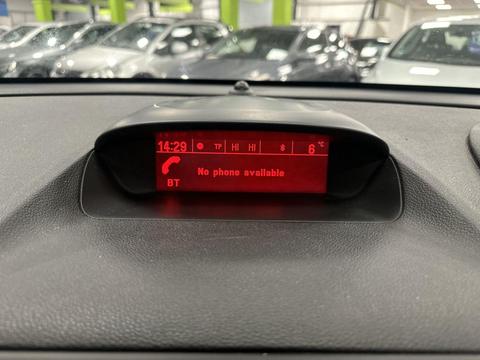 14:29 TP HI HI 6 °C
No phone available
BT